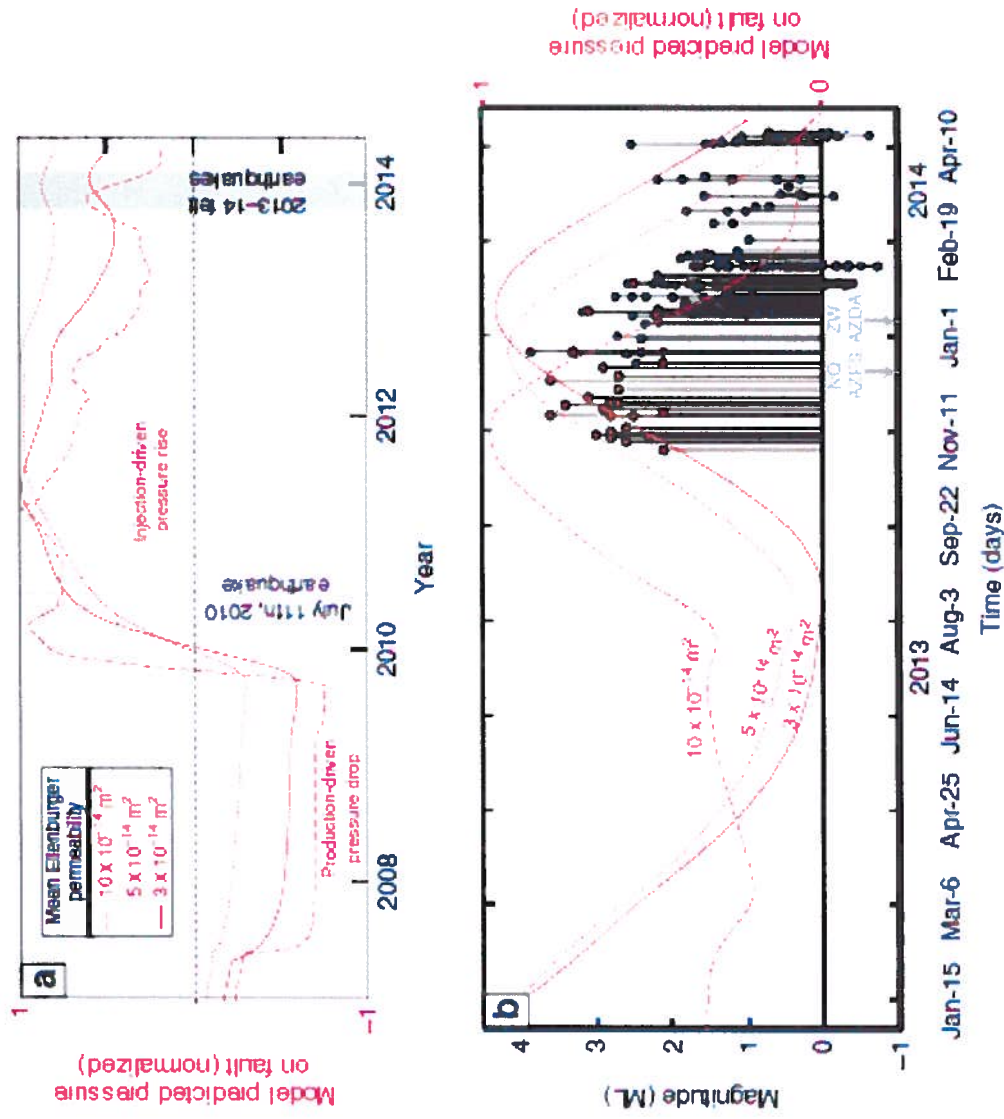 a
Mean Ellenburger
permeability
10 x 10⁻¹⁴ m²
5 x 10⁻¹⁴ m²
3 x 10⁻¹⁴ m²
1
-1
Model predicted pressure
on fault (normalized)
Production-driven
pressure drop
Injection-driven
pressure rise
July 11th, 2010
earthquake
2013-14 felt
earthquakes
2008
2010
2012
2014
Year
b
Magnitude (ML)
4
3
2
1
0
-1
10 x 10⁻¹⁴ m²
5 x 10⁻¹⁴ m²
3 x 10⁻¹⁴ m²
NQ
ZW
AZDA
1
0
Model predicted pressure
on fault (normalized)
Jan-15 Mar-6 Apr-25 Jun-14 Aug-3 Sep-22 Nov-11 Jan-1 Feb-19 Apr-10
2013
2014
Time (days)